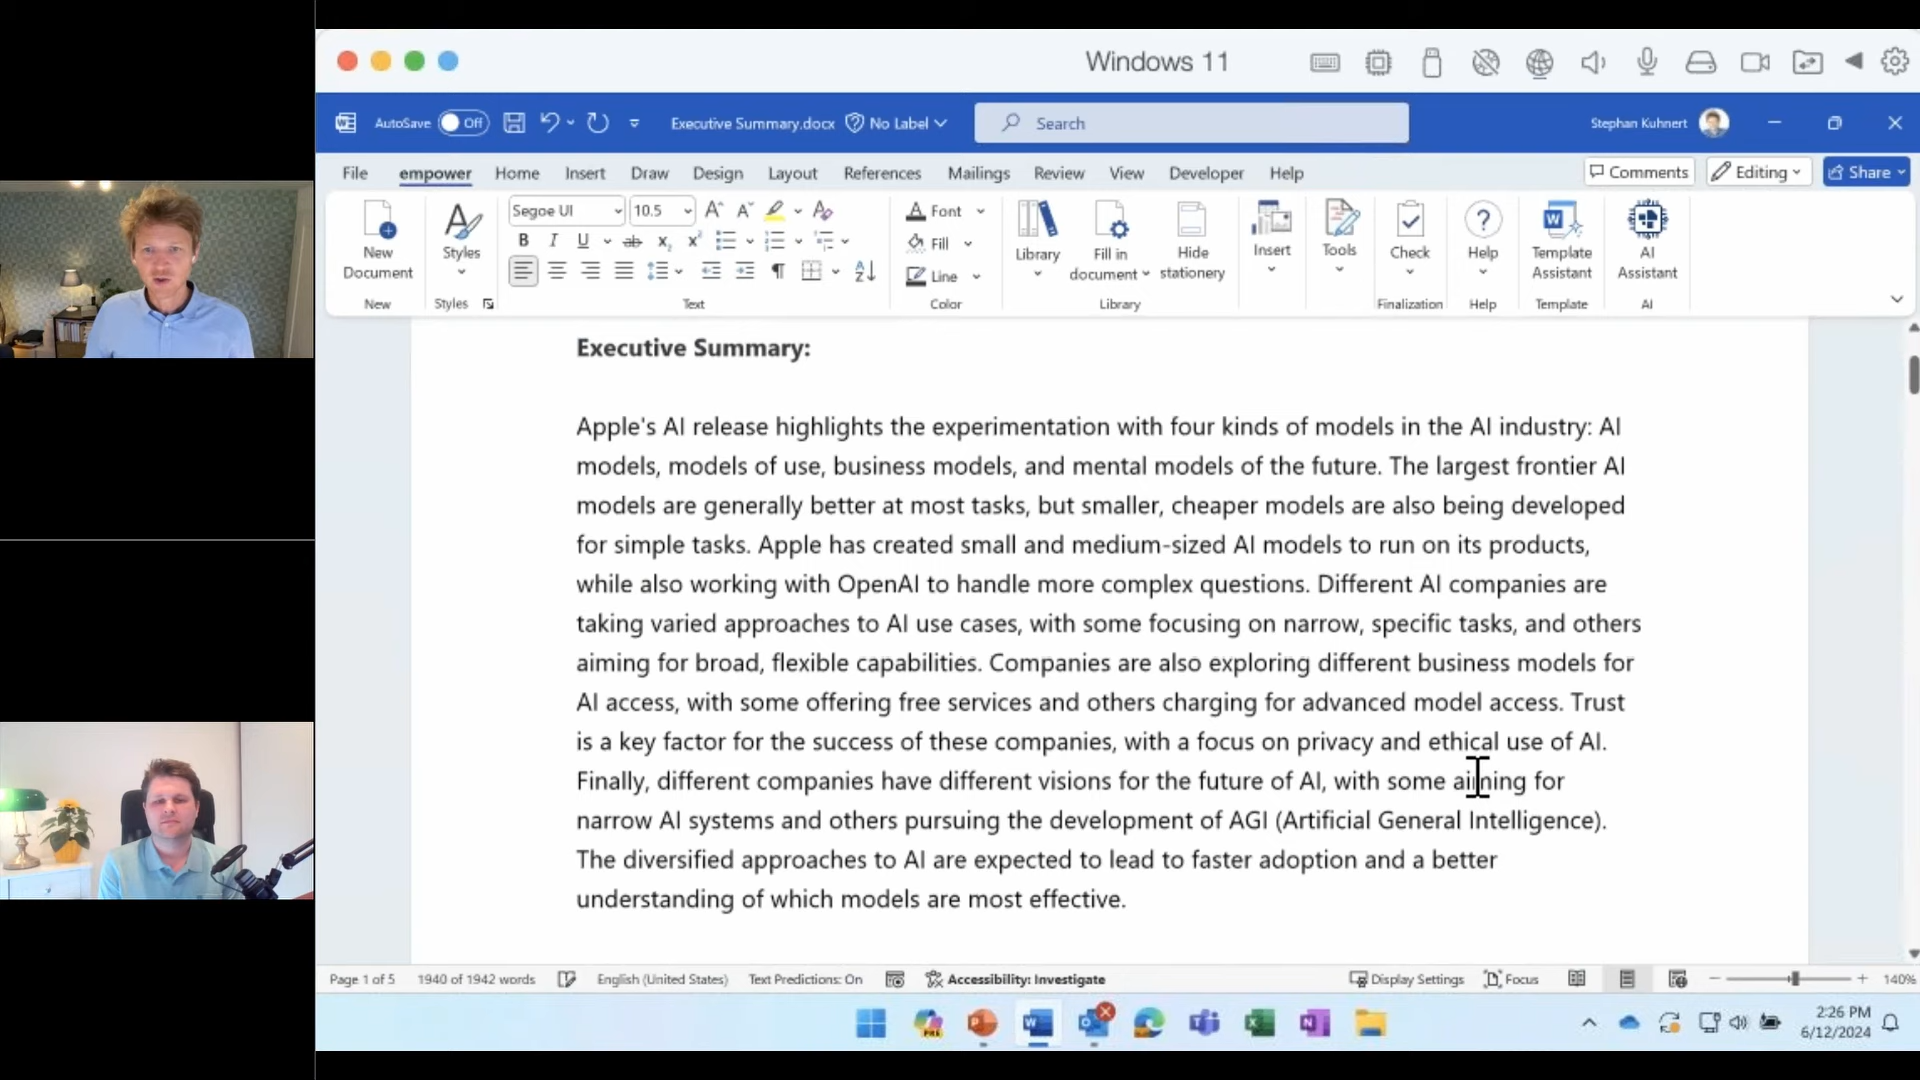 Windows 11
AutoSave Off Executive Summary.docx No Label Search Stephan Kuhnert
File empower Home Insert Draw Design Layout References Mailings Review View Developer Help Comments Editing Share
Segoe UI 10.5
New Document
Styles
B I U ab x₂ x²
Font
Fill
Line
Library
Fill in document
Hide stationery
Insert
Tools
Check
Help
Template Assistant
AI Assistant
New Styles Text Color Library Finalization Help Template AI
Executive Summary:
Apple's AI release highlights the experimentation with four kinds of models in the AI industry: AI
models, models of use, business models, and mental models of the future. The largest frontier AI
models are generally better at most tasks, but smaller, cheaper models are also being developed
for simple tasks. Apple has created small and medium-sized AI models to run on its products,
while also working with OpenAI to handle more complex questions. Different AI companies are
taking varied approaches to AI use cases, with some focusing on narrow, specific tasks, and others
aiming for broad, flexible capabilities. Companies are also exploring different business models for
AI access, with some offering free services and others charging for advanced model access. Trust
is a key factor for the success of these companies, with a focus on privacy and ethical use of AI.
Finally, different companies have different visions for the future of AI, with some aiming for
narrow AI systems and others pursuing the development of AGI (Artificial General Intelligence).
The diversified approaches to AI are expected to lead to faster adoption and a better
understanding of which models are most effective.
Page 1 of 5 1940 of 1942 words English (United States) Text Predictions: On Accessibility: Investigate Display Settings Focus 140%
2:26 PM
6/12/2024